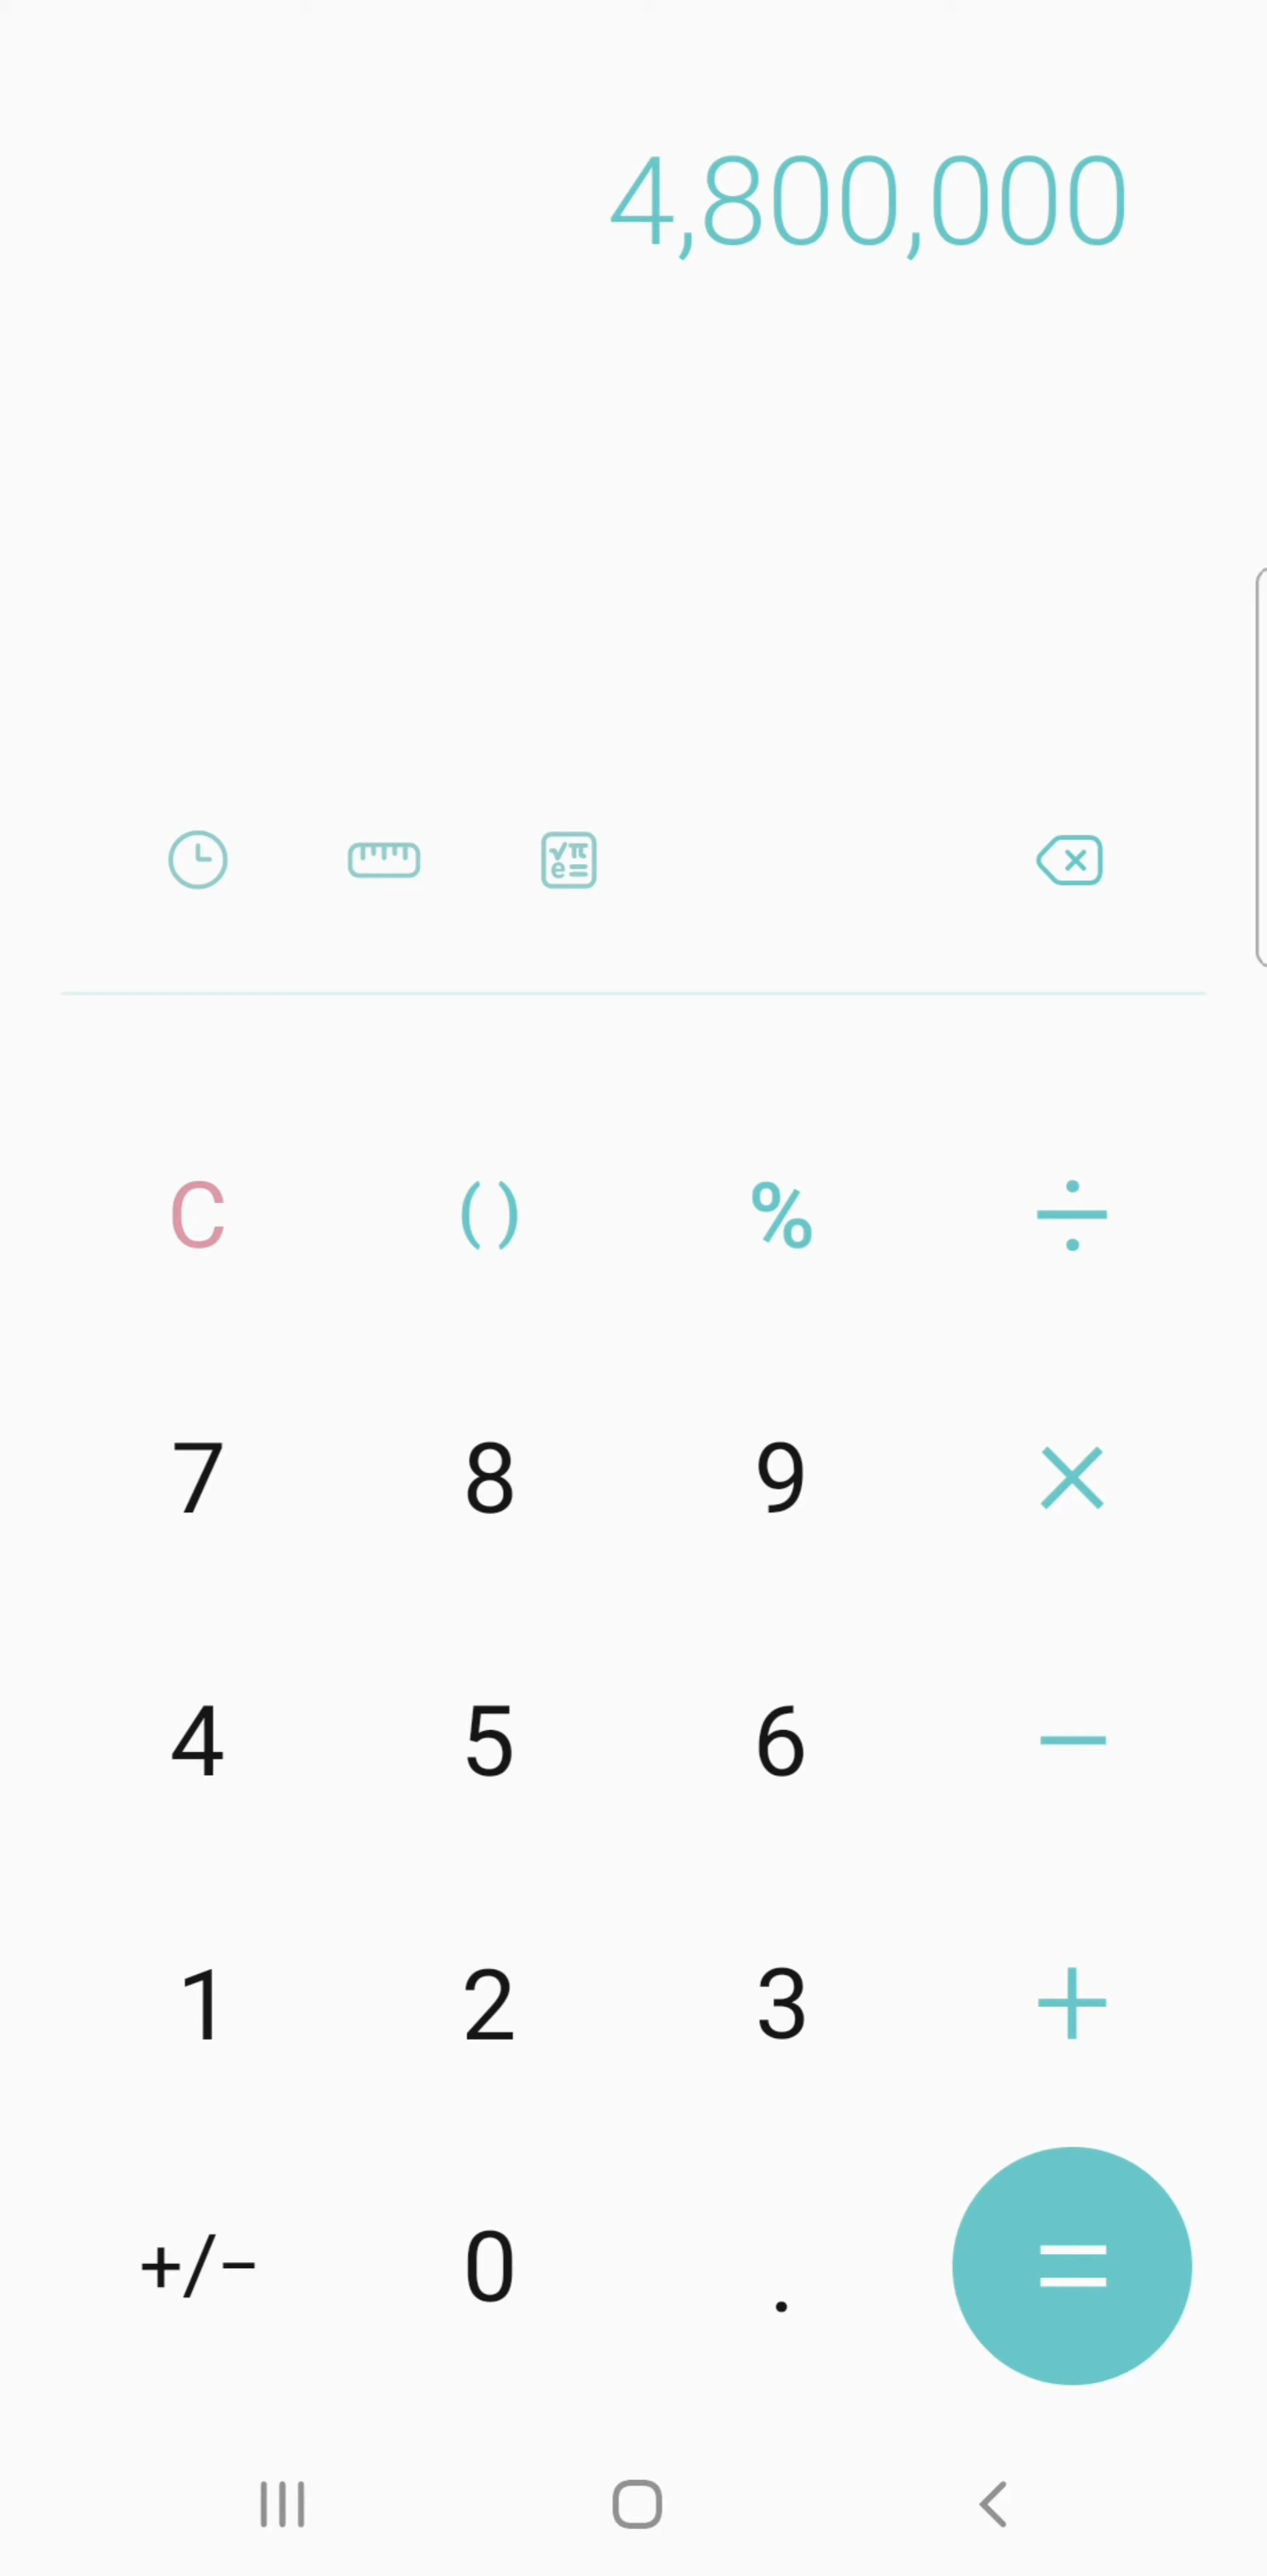 4,800,000
C ( ) % ÷
7 8 9 ×
4 5 6 −
1 2 3 +
+/− 0 . =